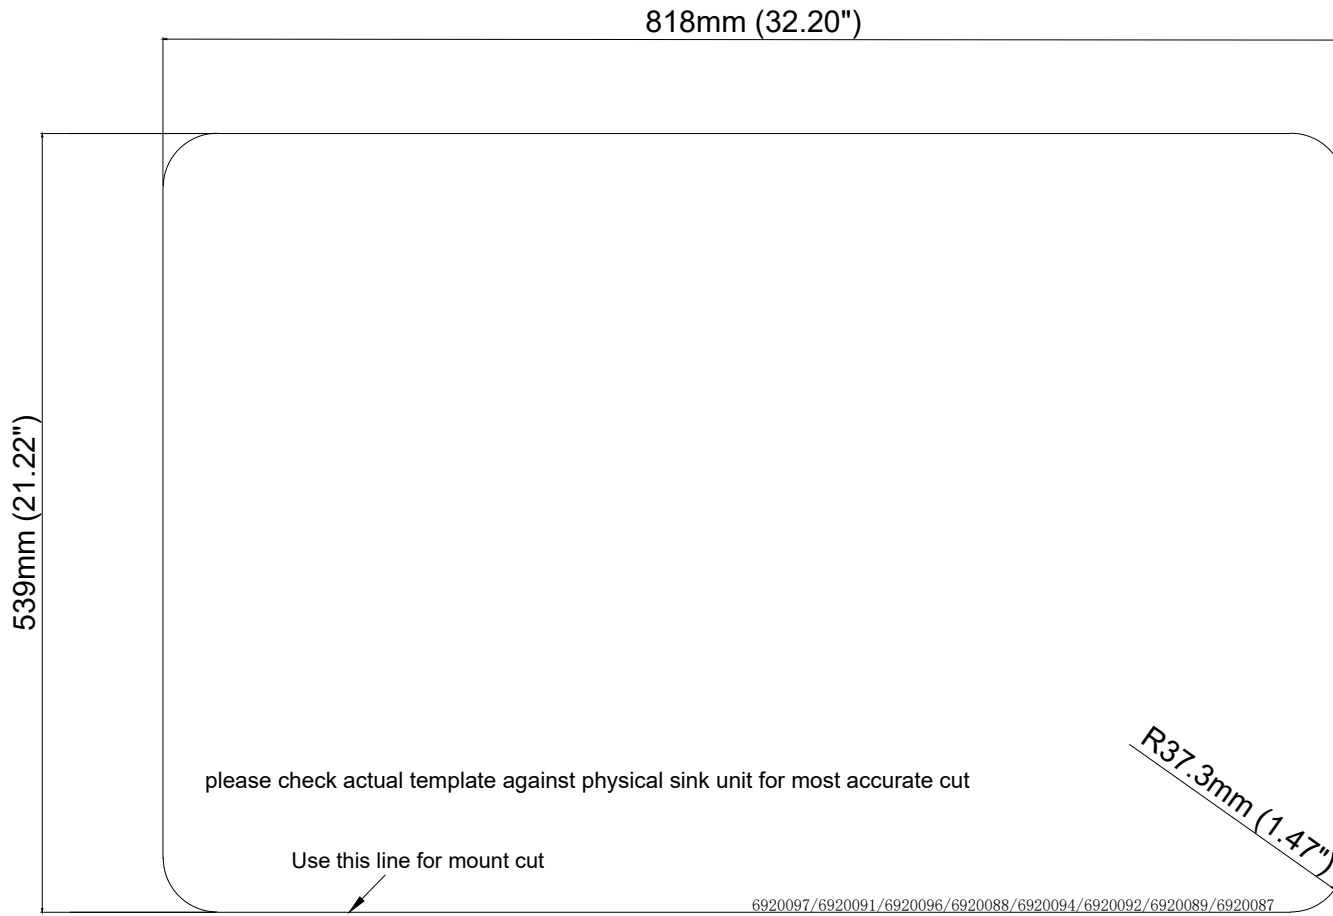 818mm (32.20")
539mm (21.22")
R37.3mm (1.47")
please check actual template against physical sink unit for most accurate cut
Use this line for mount cut
6920097/6920091/6920096/6920088/6920094/6920092/6920089/6920087